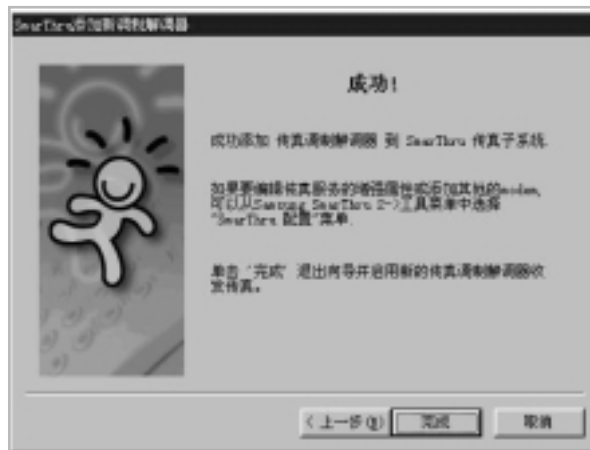 SmarThru添加新调制解调器
成功!
成功添加 传真调制解调器 到 SmarThru 传真子系统.
如果要编辑传真服务的增强属性或添加其他的modem,
可以从Samsung SmarThru 2->工具菜单中选择
"SmarThru 配置"菜单.
单击 '完成' 退出向导并启用新的传真调制解调器收
发传真。
< 上一步(B)
完成
取消